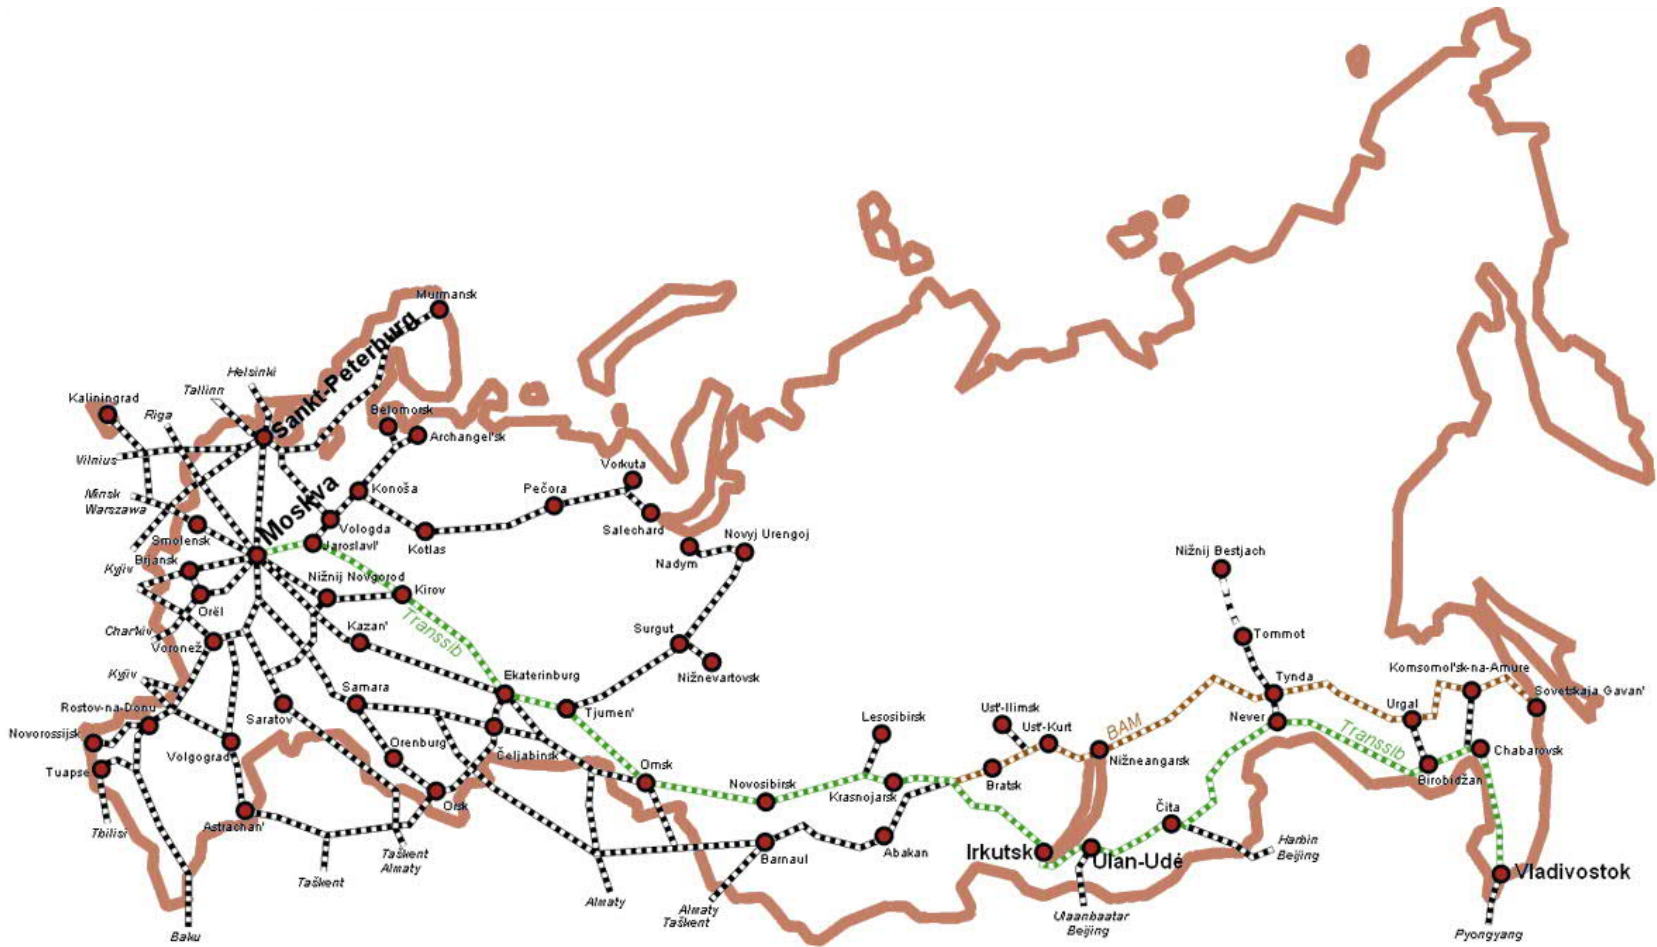 Murmansk
Sankt-Peterburg
Helsinki
Tallinn
Kaliningrad
Riga
Belomorsk
Archangel'sk
Vilnius
Vorkuta
Minsk
Warszawa
Moskva
Konoša
Pečora
Smolensk
Vologda
Salechard
Novyj Urengoj
Jaroslavl'
Kotlas
Nadym
Nižnij Bestjach
Kyjiv
Brjansk
Nižnij Novgorod
Kirov
Orël
Transsib
Char'kiv
Voronež
Kazan'
Surgut
Tommot
Kyjiv
Ekaterinburg
Nižnevartovsk
Komsomol'sk-na-Amure
Samara
Tynda
Sovetskaja Gavan'
Rostov-na-Donu
Saratov
Tjumen'
Lesosibirsk
Ust'-Ilimsk
BAM
Never
Urgal
Novorossijsk
Ust'-Kurt
Transsib
Volgograd
Orenburg
Čeljabinsk
Nižneangarsk
Chabarovsk
Tuapse
Omsk
Novosibirsk
Krasnojarsk
Bratsk
Birobidžan
Orsk
Čita
Tbilisi
Astrachan'
Taškent
Almaty
Barnaul
Abakan
Irkutsk
Ulan-Udė
Harbin
Beijing
Taškent
Vladivostok
Almaty
Almaty
Taškent
Ulaanbaatar
Beijing
Baku
Pyongyang